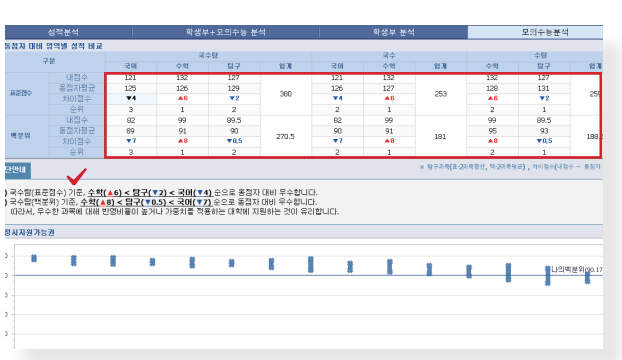 성적분석 학생부+모의수능 분석 학생부 분석 모의수능분석
동점자 대비 영역별 성적 비교
구분 국수탐 국수 수탐
국어 수학 탐구 합계 국어 수학 합계 수학 탐구 합계
표준점수 내점수 121 132 127 380 121 132 253 132 127 259
동점자평균 125 126 129 126 127 128 131
차이점수 ▼4 ▲6 ▼2 ▼4 ▲6 ▲6 ▼2
순위 3 1 2 2 1 2 1
백분위 내점수 82 99 89.5 270.5 82 99 181 99 89.5 188.5
동점자평균 89 91 90 90 91 95 93
차이점수 ▼7 ▲8 ▼0.5 ▼7 ▲8 ▲8 ▼0.5
순위 3 1 2 2 1 2 1
단안내 ※ 탐구과목(표-2과목합산, 백-2과목평균) , 차이점수(내점수 - 동점자
) 국수탐(표준점수) 기준, 수학(▲6) < 탐구(▼2) < 국어(▼4) 순으로 동점자 대비 우수합니다.
) 국수탐(백분위) 기준, 수학(▲8) < 탐구(▼0.5) < 국어(▼7) 순으로 동점자 대비 우수합니다.
따라서, 우수한 과목에 대해 반영비율이 높거나 가중치를 적용하는 대학에 지원하는 것이 유리합니다.
정시지원가능권
나의백분위(90.17